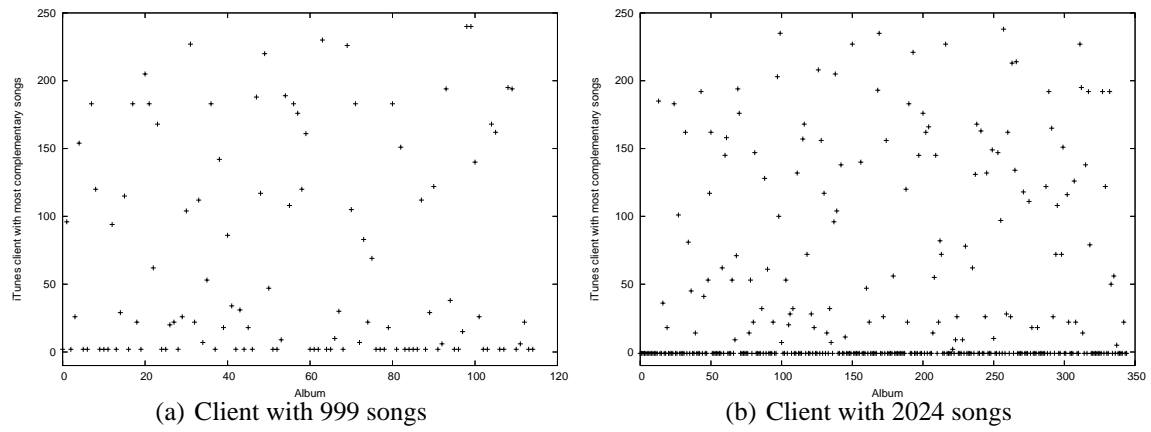 250
200
150
100
50
0
iTunes client with most complementary songs
0 20 40 60 80 100 120
Album
(a) Client with 999 songs
250
200
150
100
50
0
iTunes client with most complementary songs
0 50 100 150 200 250 300 350
Album
(b) Client with 2024 songs